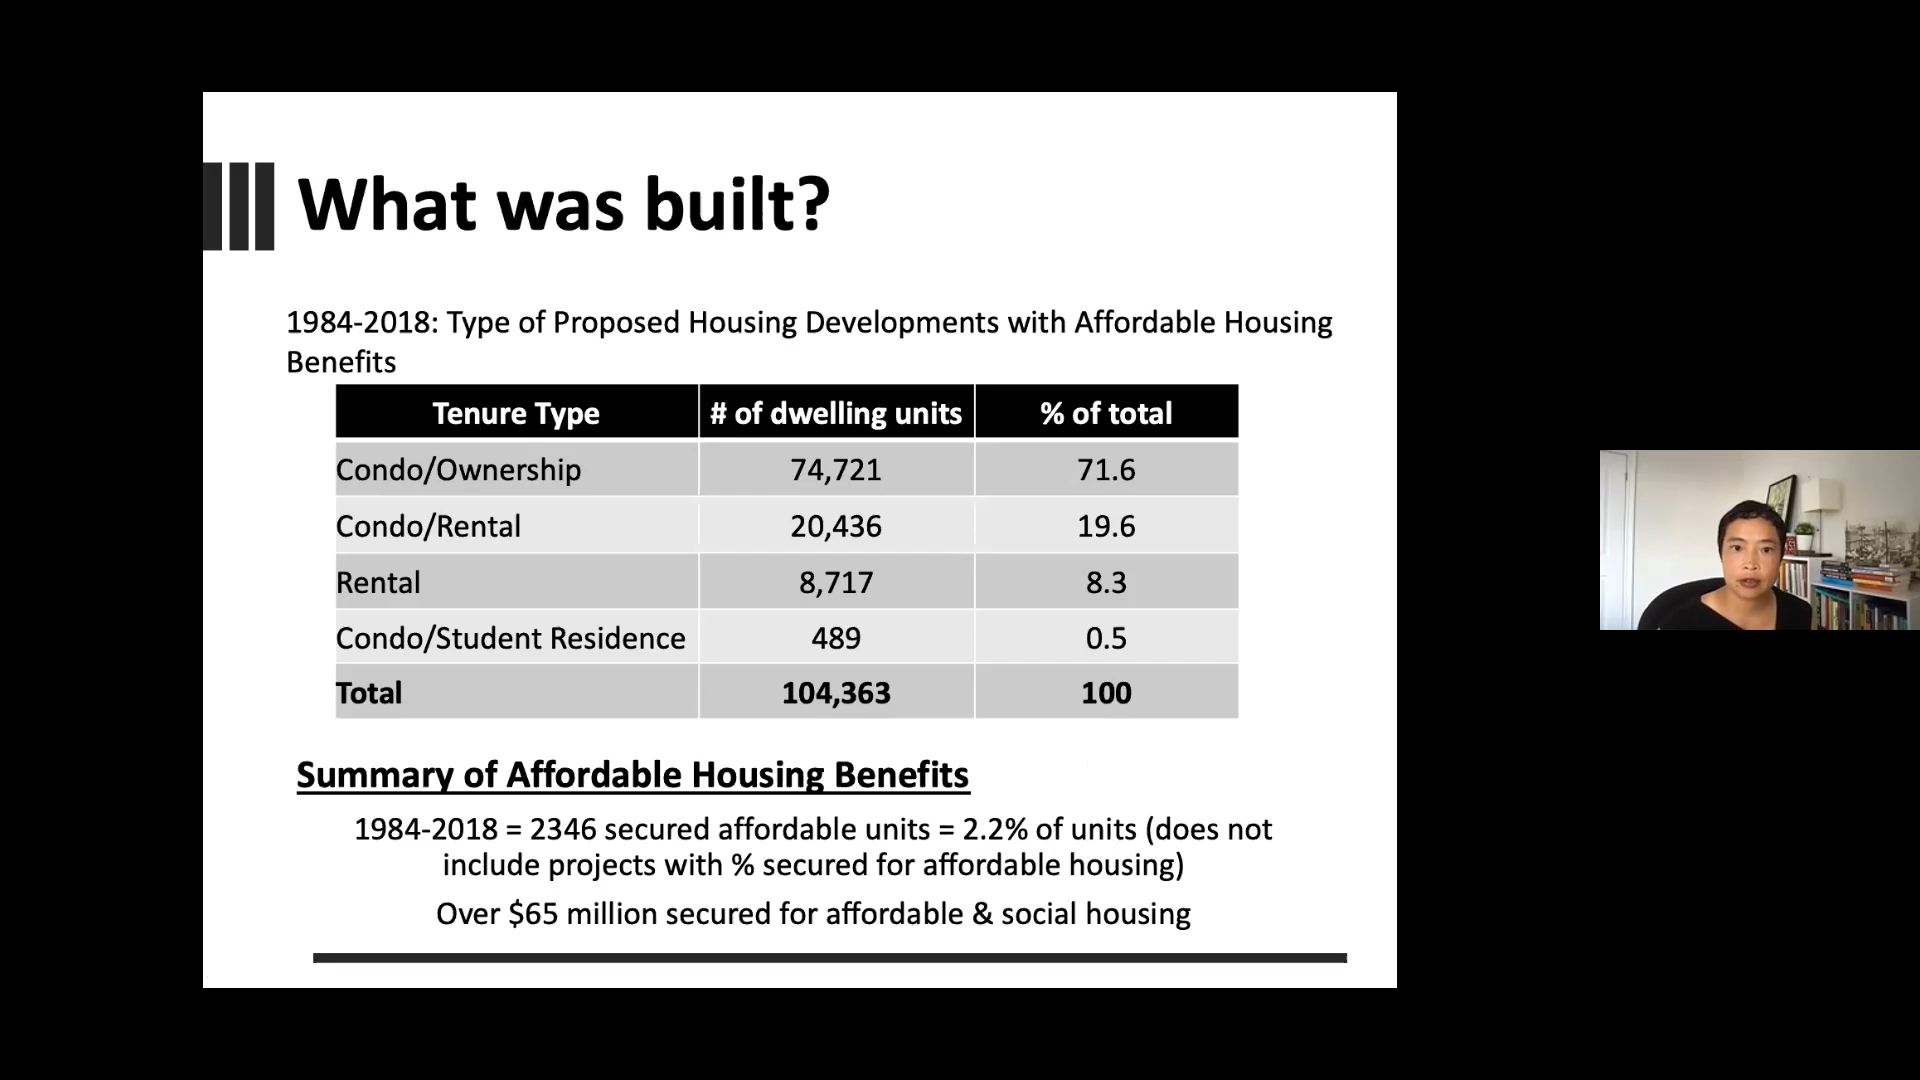 What was built?
1984-2018: Type of Proposed Housing Developments with Affordable Housing
Benefits
Tenure Type # of dwelling units % of total
Condo/Ownership 74,721 71.6
Condo/Rental 20,436 19.6
Rental 8,717 8.3
Condo/Student Residence 489 0.5
Total 104,363 100
Summary of Affordable Housing Benefits
1984-2018 = 2346 secured affordable units = 2.2% of units (does not
include projects with % secured for affordable housing)
Over $65 million secured for affordable & social housing